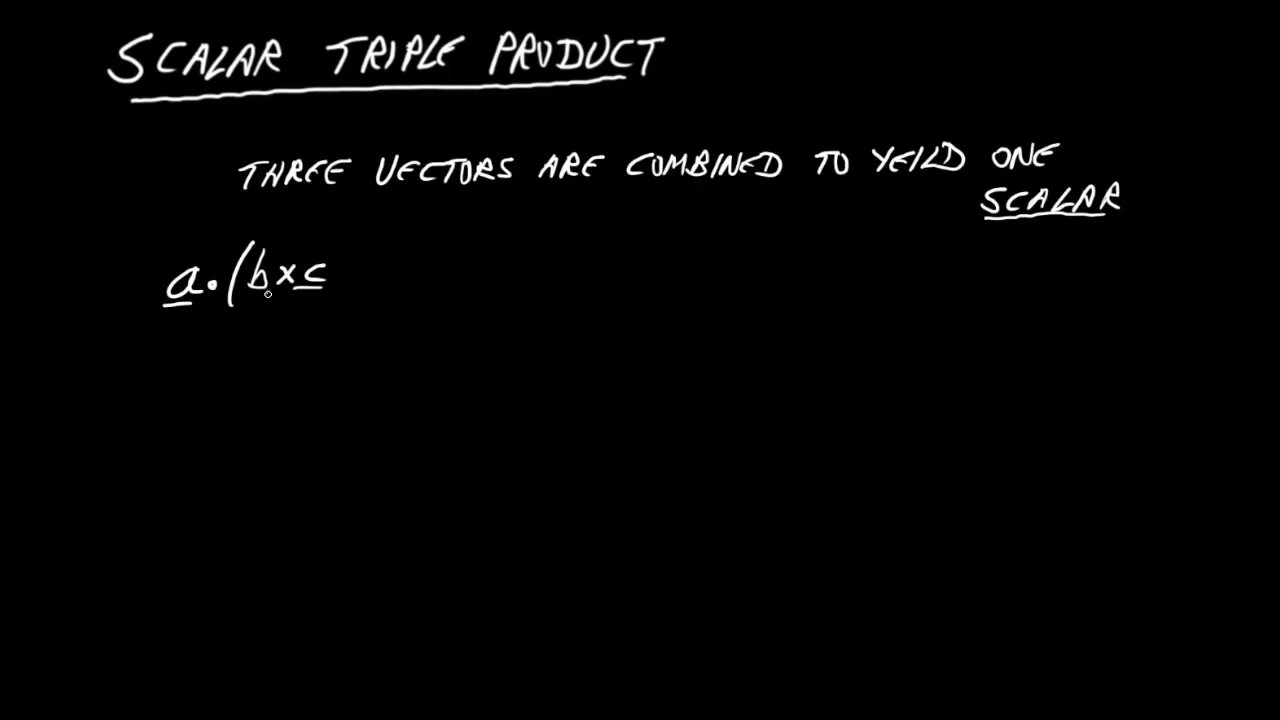 SCALAR TRIPLE PRODUCT
THREE VECTORS ARE COMBINED TO YEILD ONE
SCALAR
a.(b×c